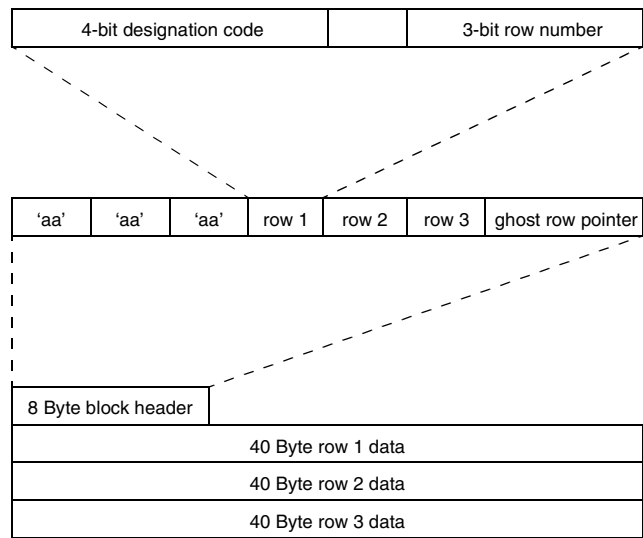 4-bit designation code 3-bit row number
‘aa’ ‘aa’ ‘aa’ row 1 row 2 row 3 ghost row pointer
8 Byte block header
40 Byte row 1 data
40 Byte row 2 data
40 Byte row 3 data